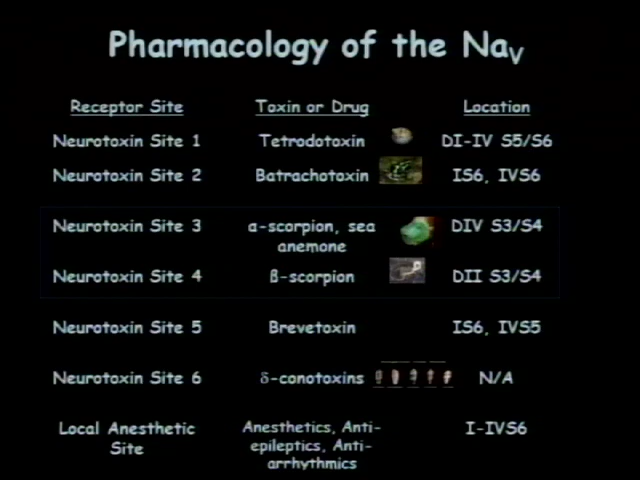 Pharmacology of the NaV
Receptor Site Toxin or Drug Location
Neurotoxin Site 1 Tetrodotoxin DI-IV S5/S6
Neurotoxin Site 2 Batrachotoxin IS6, IVS6
Neurotoxin Site 3 α-scorpion, sea anemone DIV S3/S4
Neurotoxin Site 4 ß-scorpion DII S3/S4
Neurotoxin Site 5 Brevetoxin IS6, IVS5
Neurotoxin Site 6 δ-conotoxins N/A
Local Anesthetic Site Anesthetics, Anti-epileptics, Anti-arrhythmics I-IVS6